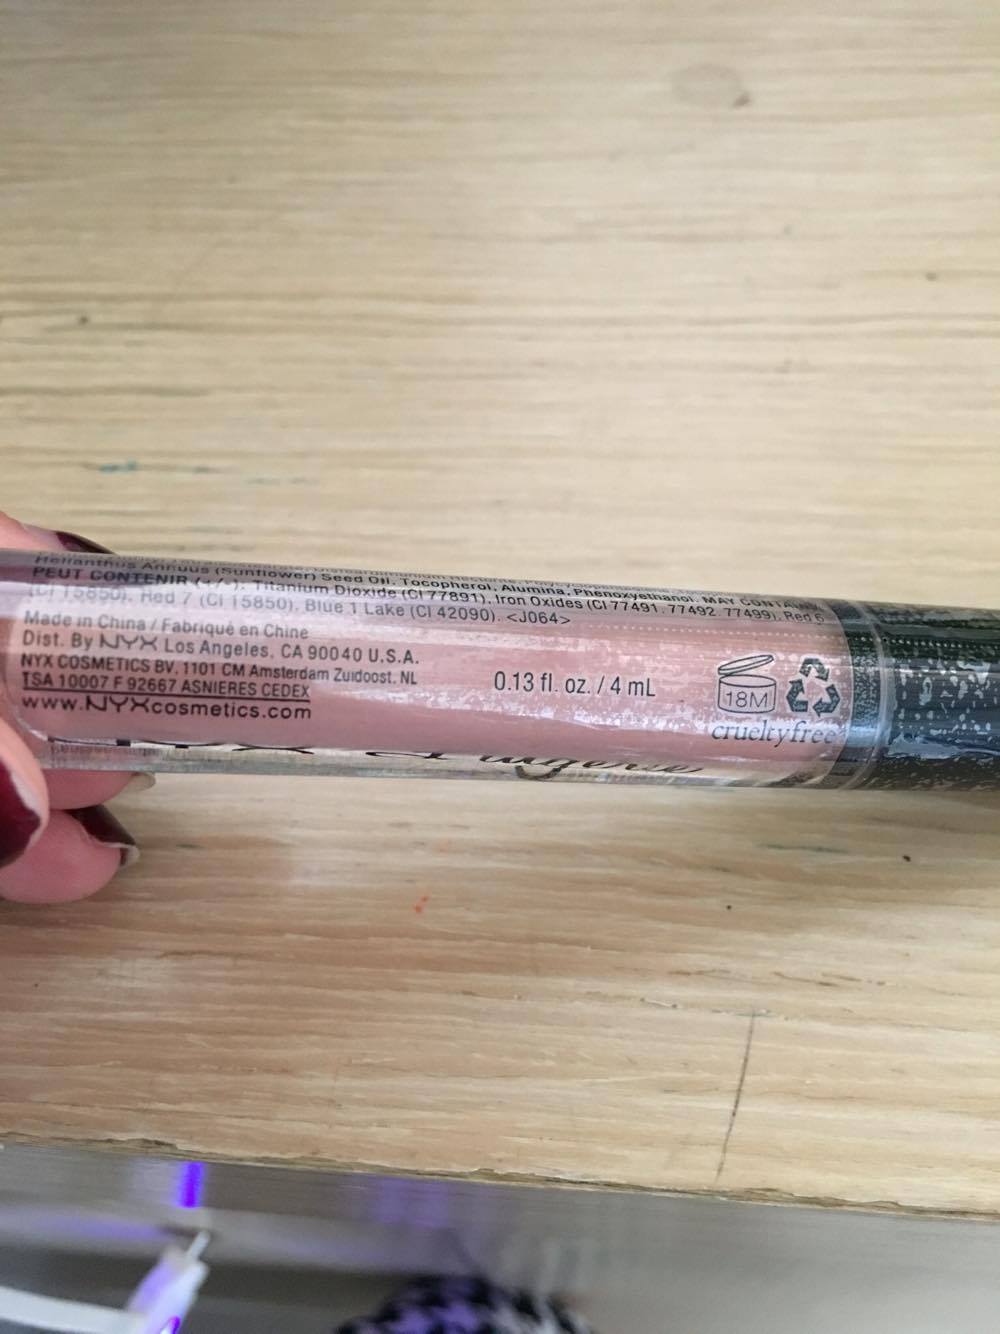 Helianthus Annuus (Sunflower) Seed Oil, Tocopherol, Alumina, Phenoxyethanol. MAY CONTAIN/
PEUT CONTENIR (+/-): Titanium Dioxide (CI 77891), Iron Oxides (CI 77491, 77492, 77499), Red 6
(CI 15850), Red 7 (CI 15850), Blue 1 Lake (CI 42090). <J064>
Made in China / Fabriqué en Chine
Dist. By NYX Los Angeles, CA 90040 U.S.A.
NYX COSMETICS BV, 1101 CM Amsterdam Zuidoost, NL
TSA 10007 F 92667 ASNIERES CEDEX
www.NYXcosmetics.com
0.13 fl. oz. / 4 mL
18M
crueltyfree
Lingerie